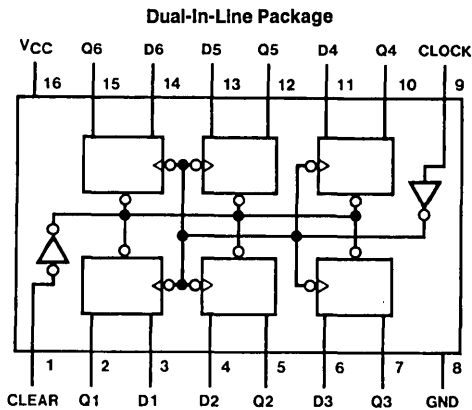 Dual-In-Line Package
VCC Q6 D6 D5 Q5 D4 Q4 CLOCK
16 15 14 13 12 11 10 9
1 2 3 4 5 6 7 8
CLEAR Q1 D1 D2 Q2 D3 Q3 GND